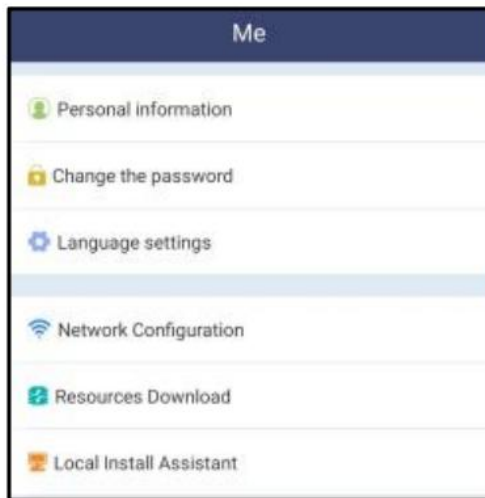 Me
Personal information
Change the password
Language settings
Network Configuration
Resources Download
Local Install Assistant